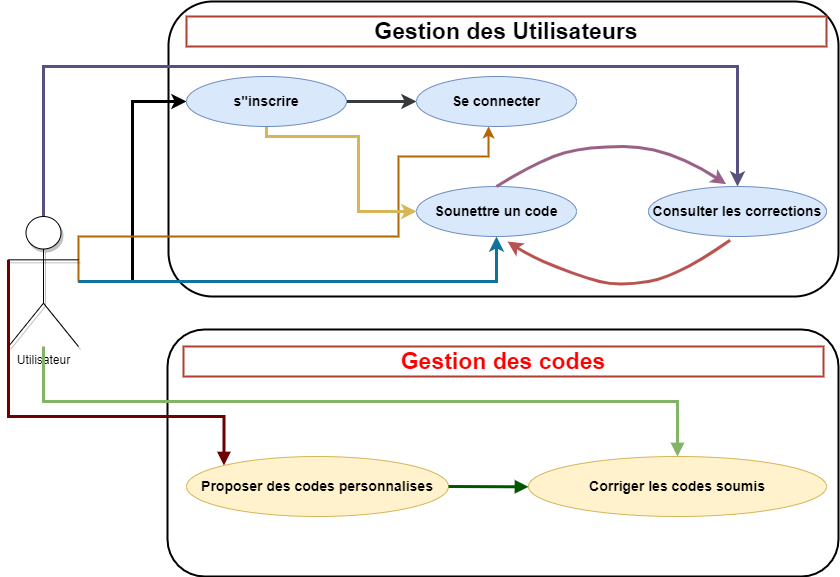 Gestion des Utilisateurs
s"inscrire
Se connecter
Sounettre un code
Consulter les corrections
Utilisateur
Gestion des codes
Proposer des codes personnalises
Corriger les codes soumis